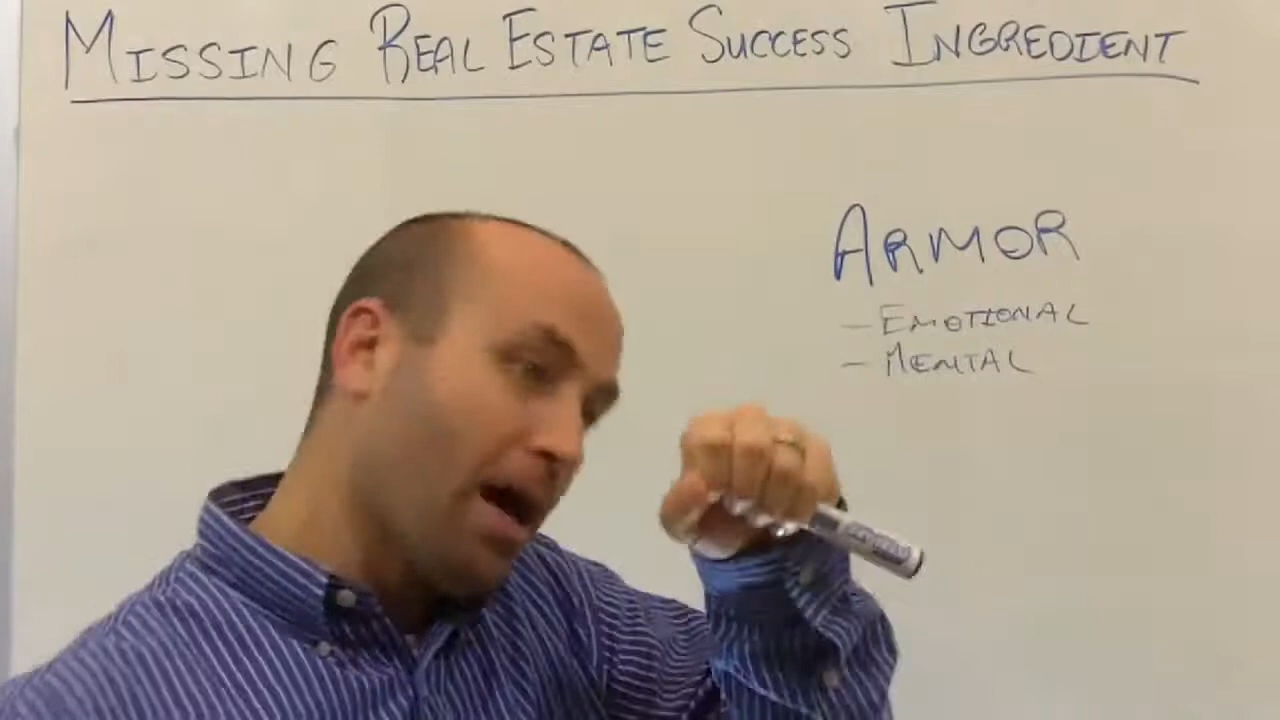 MISSING REAL ESTATE SUCCESS INGREDIENT
ARMOR
- EMOTIONAL
- MENTAL